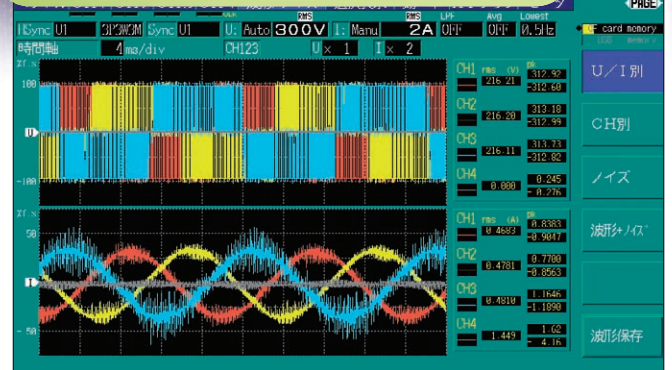 PAGE
RMS RMS LPF Avg Lowest
Sync U1 3P3W3M Sync U1 U: Auto 300V I: Manu 2A OFF OFF 0.5Hz card memory
時間軸 4ms/div CH123 U× 1 I× 2
%f.s
100
-100
CH1 rms (V) pk
216.21 312.92
-312.60
CH2
216.20 313.18
-312.99
CH3
216.11 313.73
-312.82
CH4
0.000 0.245
- 0.276
%f.s
50
- 50
CH1 rms (A) pk
0.4683 0.8383
-0.9047
CH2
0.4781 0.7700
-0.8563
CH3
0.4810 1.1646
-1.1890
CH4
1.449 1.62
- 4.16
U/I別
CH別
ノイズ
波形+ノイズ
波形保存